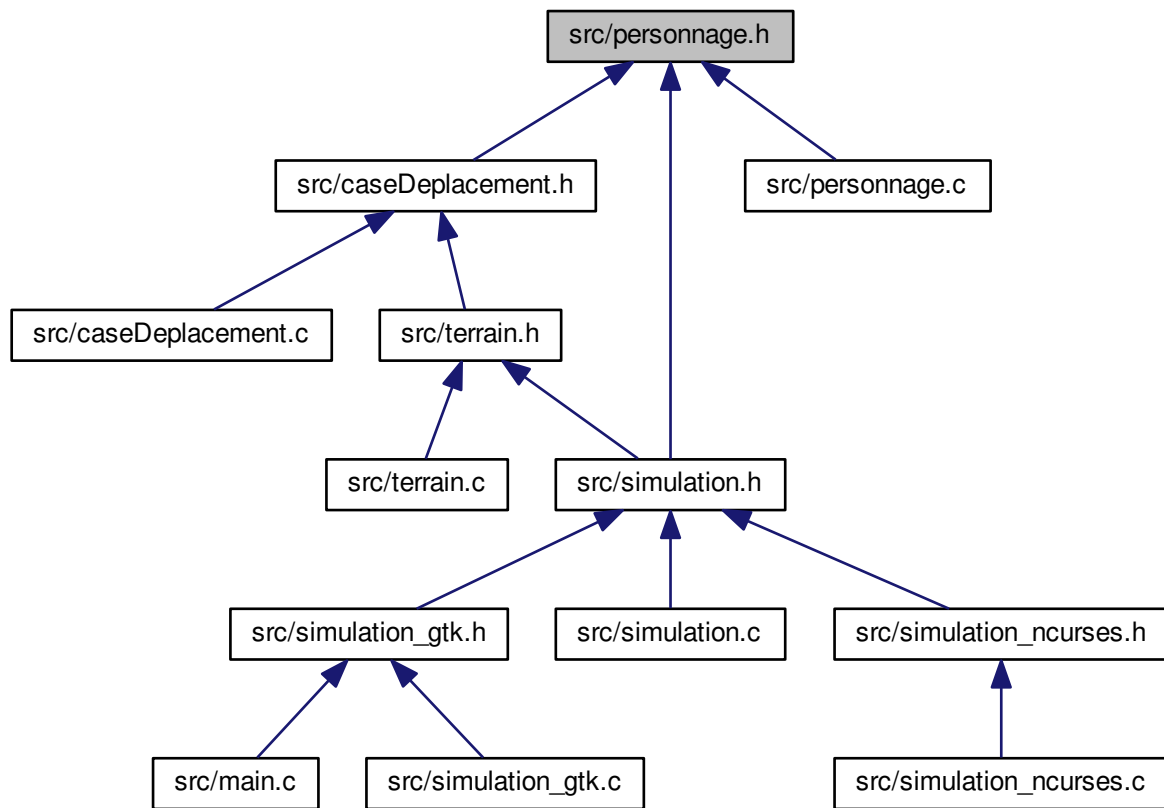 src/personnage.h
src/caseDeplacement.h
src/personnage.c
src/caseDeplacement.c
src/terrain.h
src/terrain.c
src/simulation.h
src/simulation_gtk.h
src/simulation.c
src/simulation_ncurses.h
src/main.c
src/simulation_gtk.c
src/simulation_ncurses.c